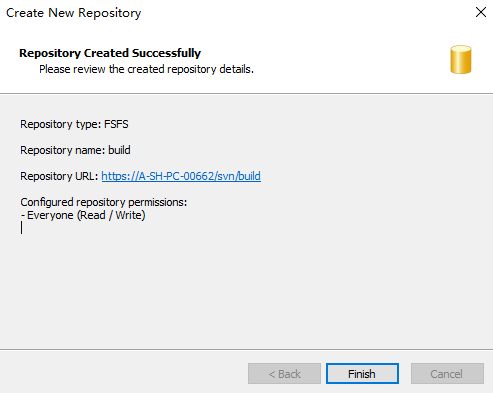 Create New Repository
Repository Created Successfully
Please review the created repository details.
Repository type: FSFS
Repository name: build
Repository URL: https://A-SH-PC-00662/svn/build
Configured repository permissions:
- Everyone (Read / Write)
< Back
Finish
Cancel